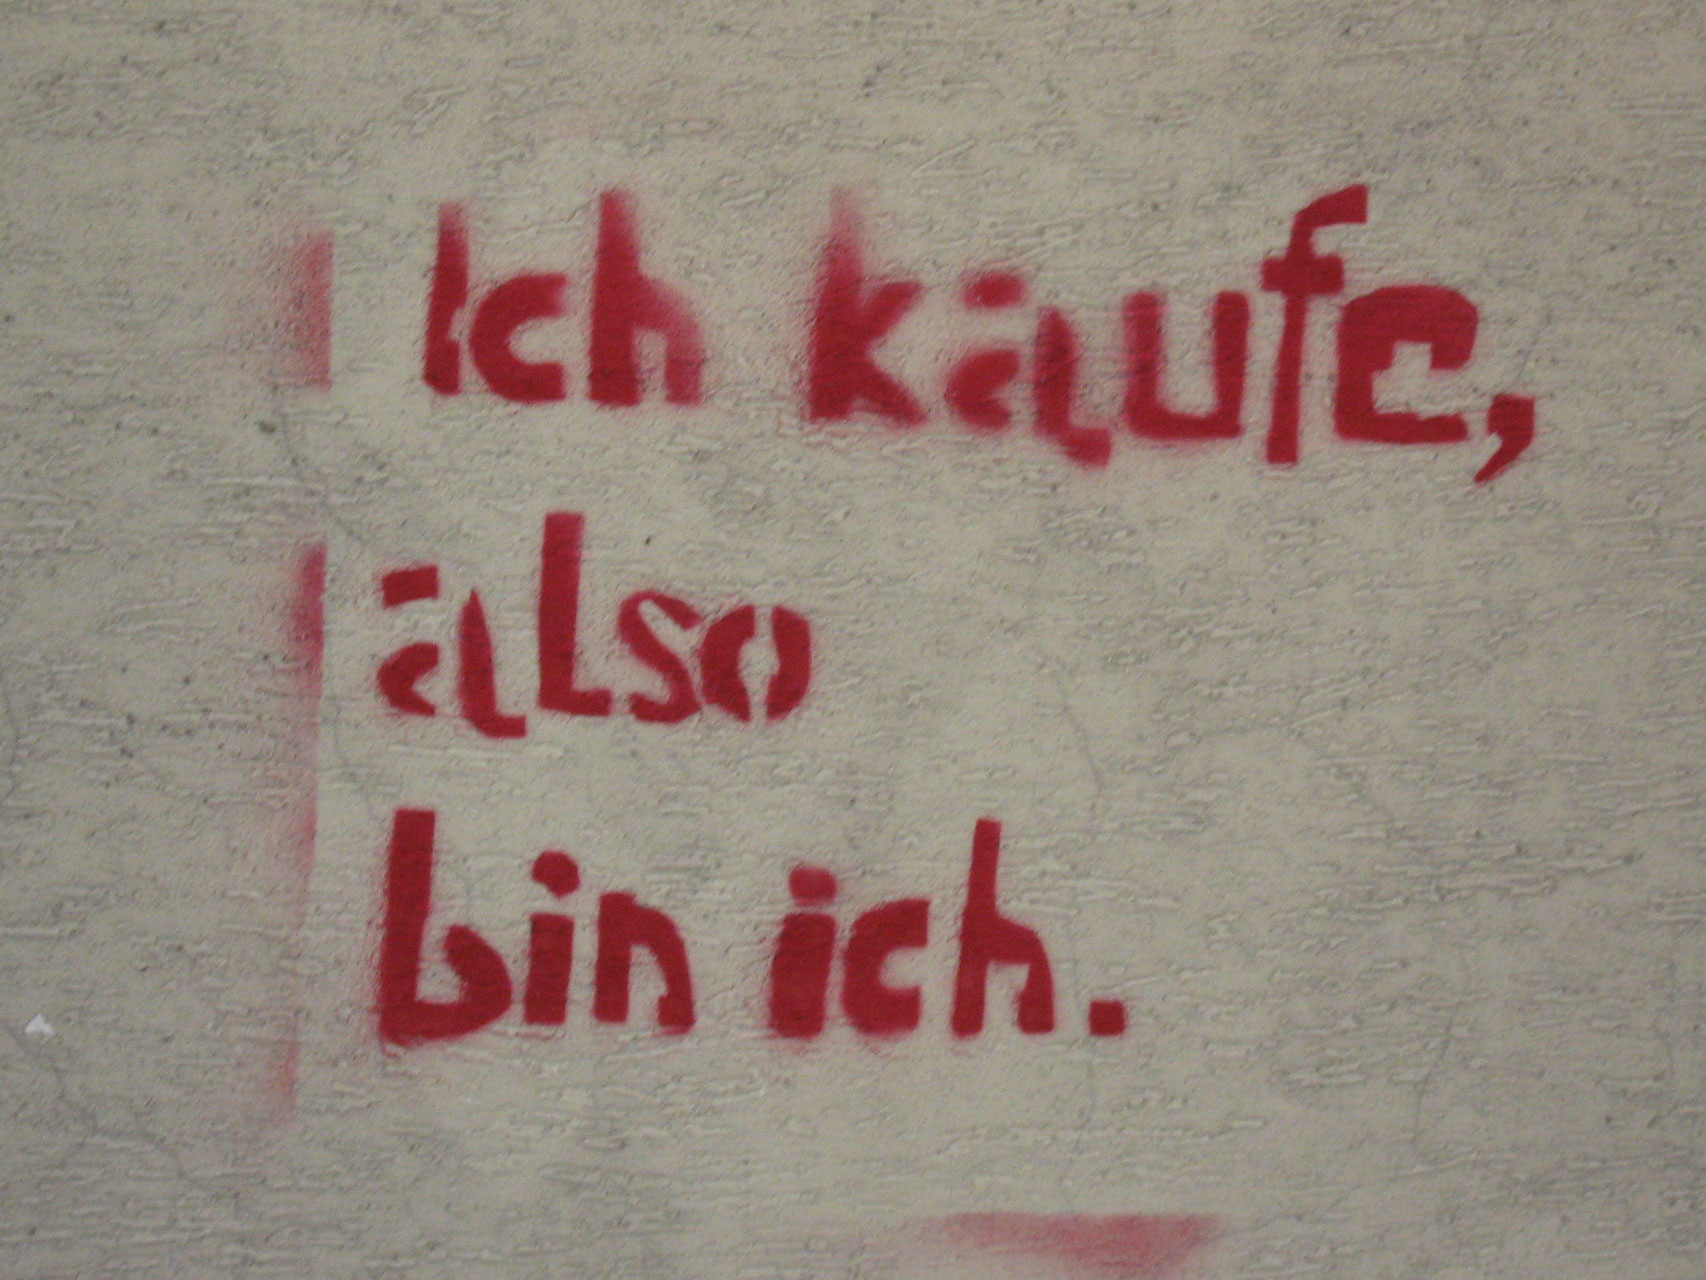 Ich kaufe,
also
bin ich.